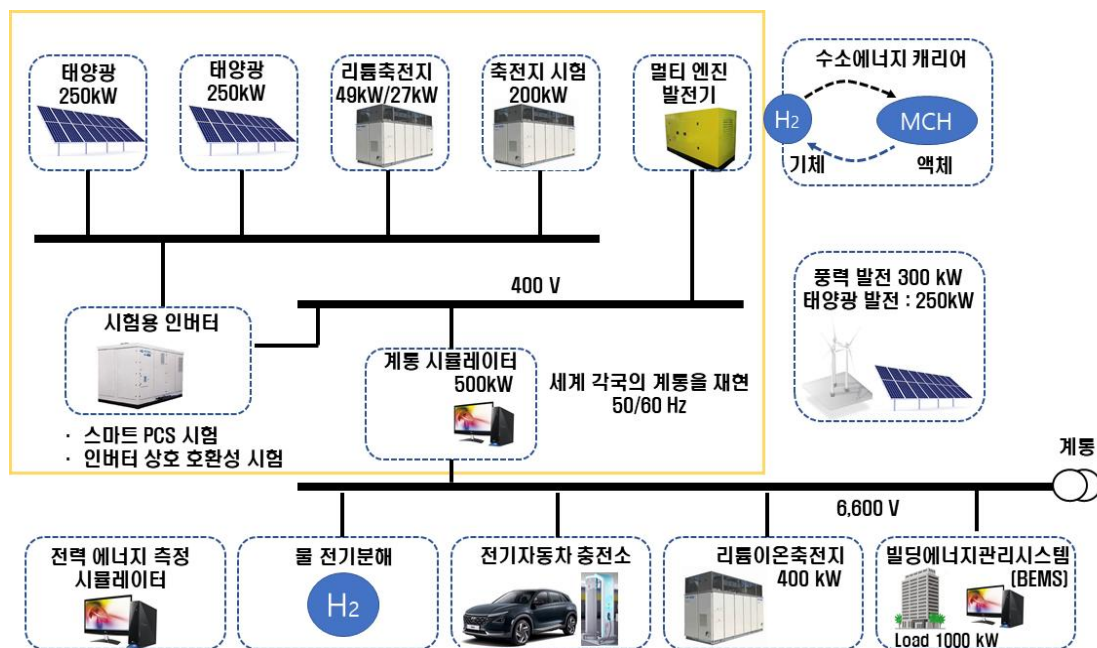 태양광
250kW
태양광
250kW
리튬축전지
49kW/27kW
축전지 시험
200kW
멀티 엔진
발전기
수소에너지 캐리어
H2
MCH
기체
액체
400 V
풍력 발전 300 kW
태양광 발전 : 250kW
시험용 인버터
계통 시뮬레이터
500kW
세계 각국의 계통을 재현
50/60 Hz
· 스마트 PCS 시험
· 인버터 상호 호환성 시험
계통
6,600 V
전력 에너지 측정
시뮬레이터
물 전기분해
H2
전기자동차 충전소
리튬이온축전지
400 kW
빌딩에너지관리시스템
(BEMS)
Load 1000 kW